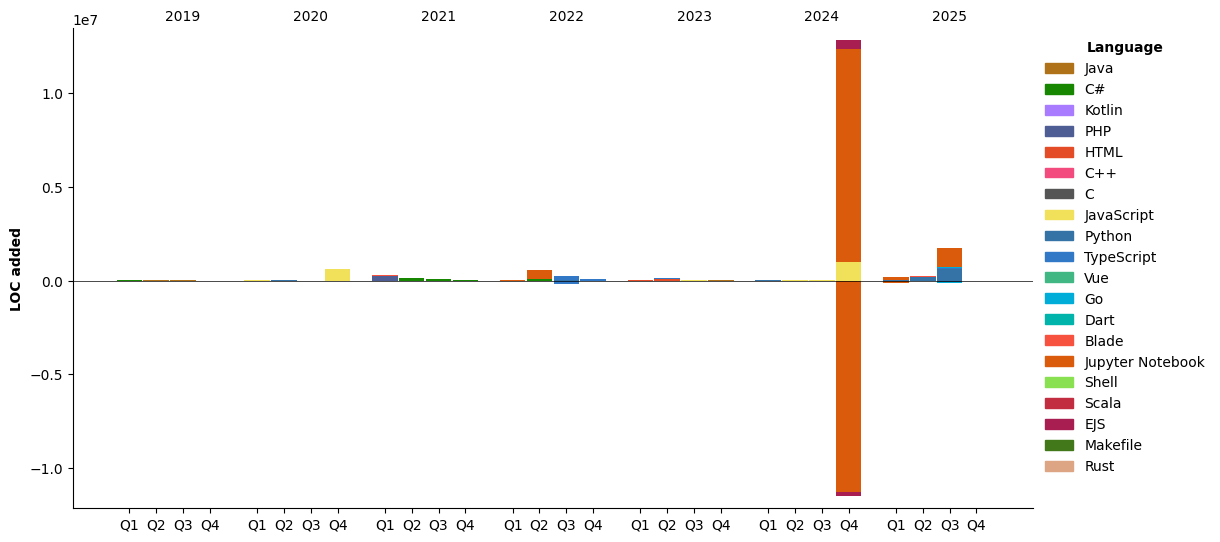 1e7
2019 2020 2021 2022 2023 2024 2025
LOC added
1.0
0.5
0.0
−0.5
−1.0
Q1 Q2 Q3 Q4 Q1 Q2 Q3 Q4 Q1 Q2 Q3 Q4 Q1 Q2 Q3 Q4 Q1 Q2 Q3 Q4 Q1 Q2 Q3 Q4 Q1 Q2 Q3 Q4
Language
Java
C#
Kotlin
PHP
HTML
C++
C
JavaScript
Python
TypeScript
Vue
Go
Dart
Blade
Jupyter Notebook
Shell
Scala
EJS
Makefile
Rust